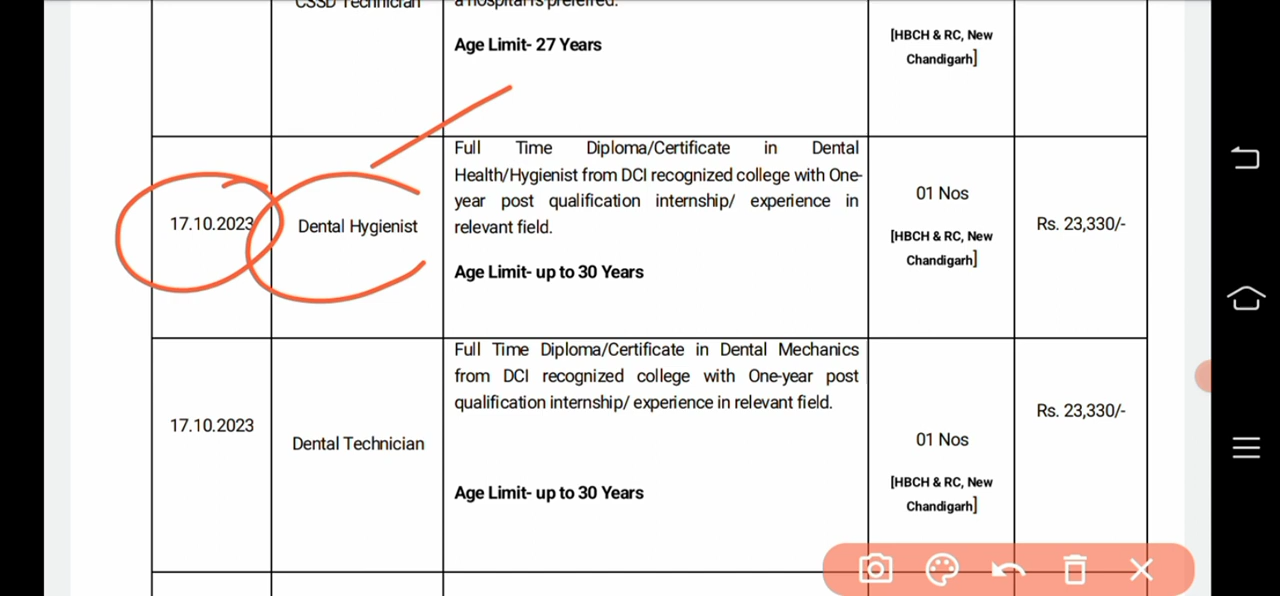 CSSD Technician
a hospital is preferred.
Age Limit- 27 Years
[HBCH & RC, New
Chandigarh]
17.10.2023
Dental Hygienist
Full Time Diploma/Certificate in Dental
Health/Hygienist from DCI recognized college with One-
year post qualification internship/ experience in
relevant field.
Age Limit- up to 30 Years
01 Nos
[HBCH & RC, New
Chandigarh]
Rs. 23,330/-
17.10.2023
Dental Technician
Full Time Diploma/Certificate in Dental Mechanics
from DCI recognized college with One-year post
qualification internship/ experience in relevant field.
Age Limit- up to 30 Years
01 Nos
[HBCH & RC, New
Chandigarh]
Rs. 23,330/-